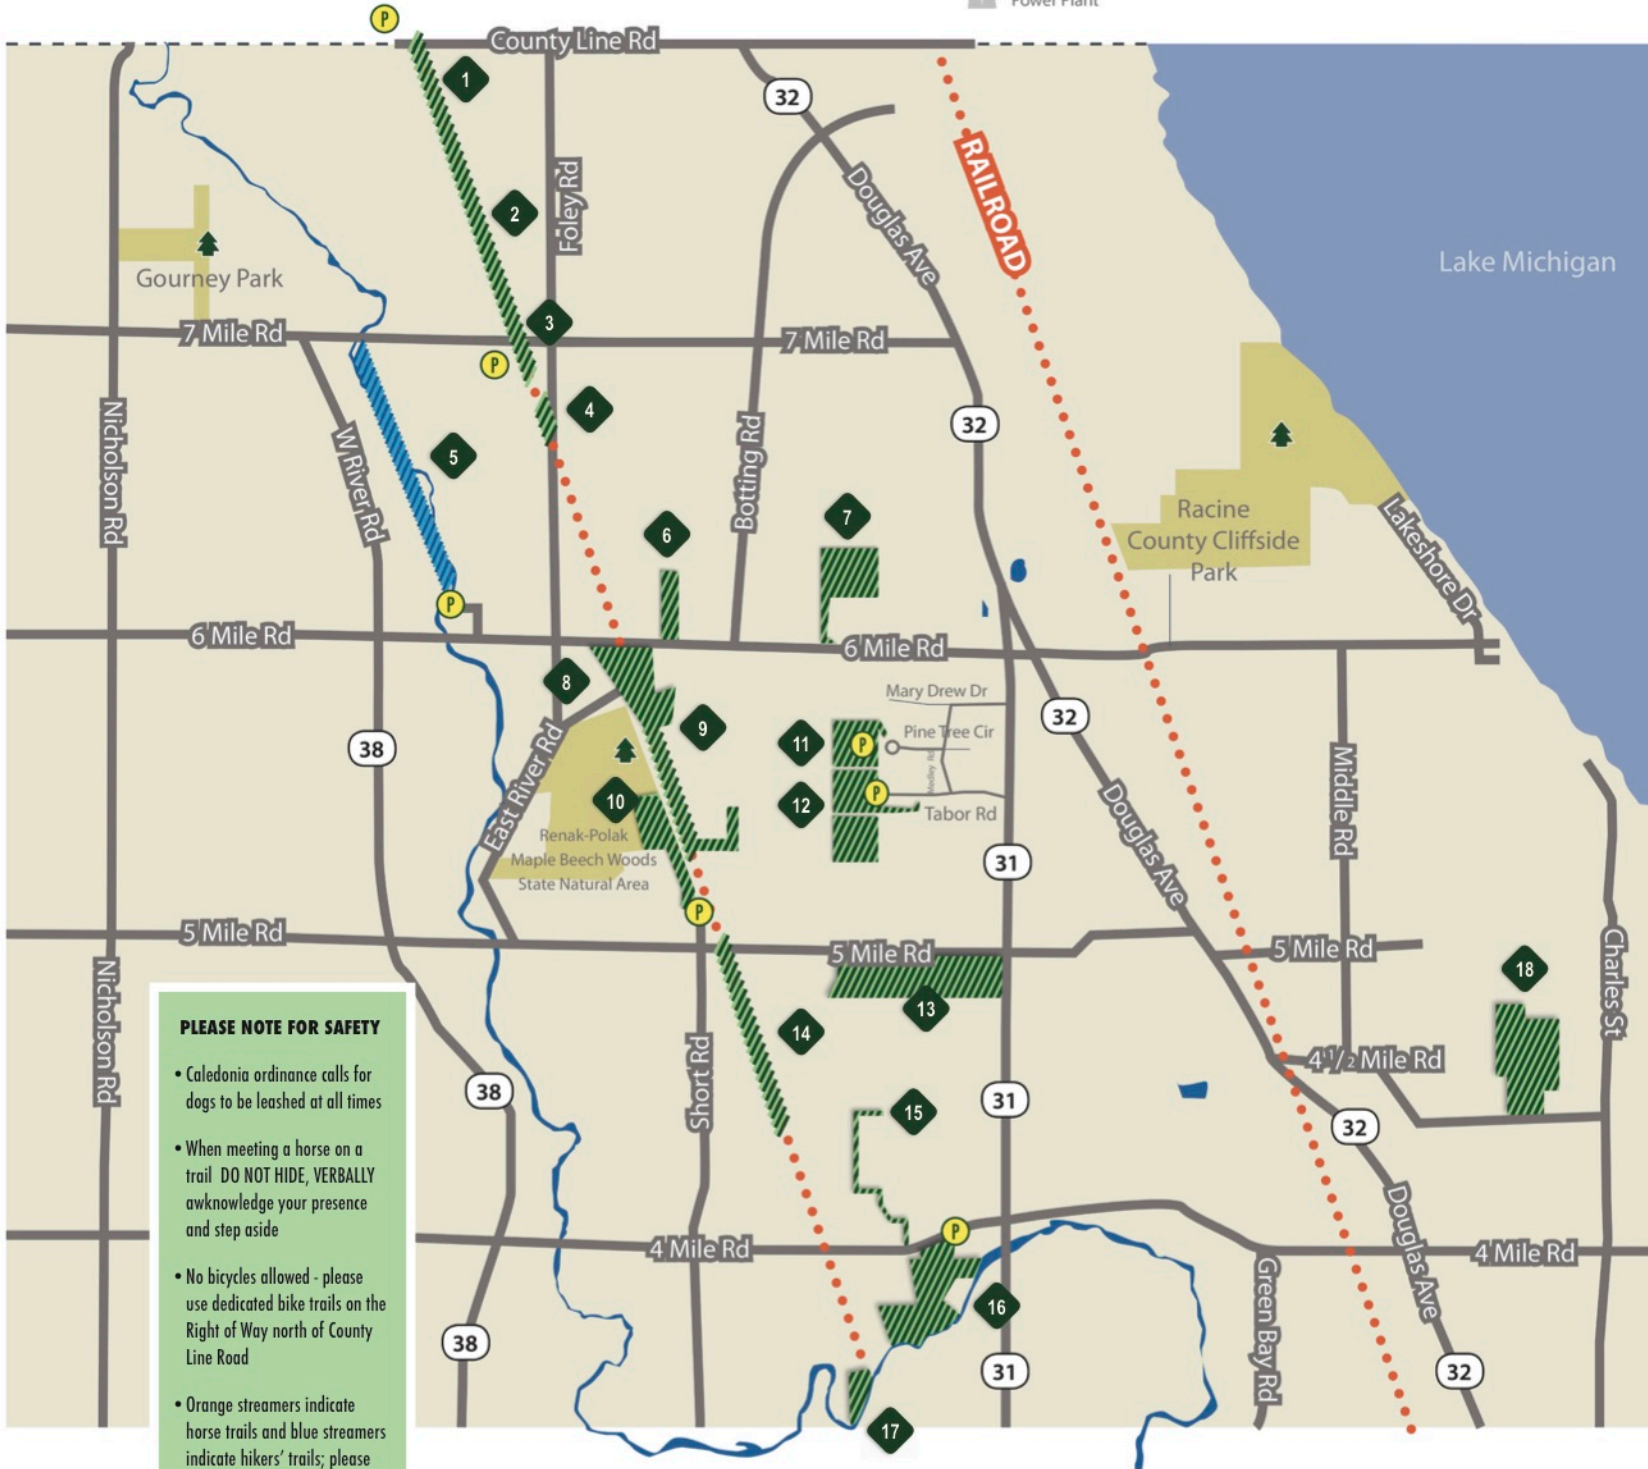 Power Plant
P
County Line Rd
1
32
2
Foley Rd
Douglas Ave
RAILROAD
Lake Michigan
Gourney Park
3
7 Mile Rd
7 Mile Rd
P
4
32
Nicholson Rd
W River Rd
5
Botting Rd
6
7
Racine
County Cliffside
Park
Lakeshore Dr
P
6 Mile Rd
6 Mile Rd
8
Mary Drew Dr
9
11
P
Pine Tree Cir
32
38
East River Rd
Medley Rd
Middle Rd
10
12
P
Tabor Rd
Douglas Ave
Renak-Polak
Maple Beech Woods
State Natural Area
31
P
5 Mile Rd
5 Mile Rd
5 Mile Rd
18
Charles St
Nicholson Rd
13
14
4 1/2 Mile Rd
Short Rd
38
31
15
32
P
4 Mile Rd
4 Mile Rd
Douglas Ave
Green Bay Rd
16
38
31
32
17
PLEASE NOTE FOR SAFETY
• Caledonia ordinance calls for
dogs to be leashed at all times
• When meeting a horse on a
trail DO NOT HIDE, VERBALLY
awknowledge your presence
and step aside
• No bicycles allowed - please
use dedicated bike trails on the
Right of Way north of County
Line Road
• Orange streamers indicate
horse trails and blue streamers
indicate hikers' trails; please